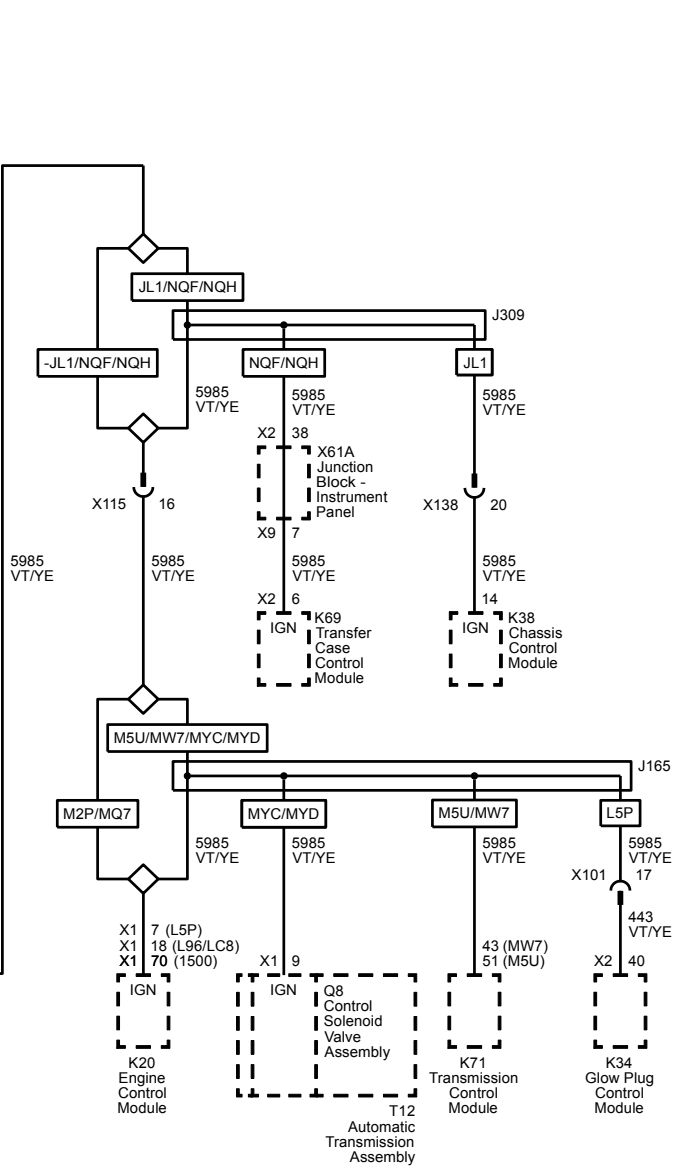 JL1/NQF/NQH
J309
-JL1/NQF/NQH
NQF/NQH
JL1
5985
VT/YE
5985
VT/YE
5985
VT/YE
X2 38
X61A
Junction
Block -
Instrument
Panel
X115 16
X138 20
X9 7
5985
VT/YE
5985
VT/YE
5985
VT/YE
5985
VT/YE
X2 6
14
IGN
K69
Transfer
Case
Control
Module
IGN
K38
Chassis
Control
Module
M5U/MW7/MYC/MYD
J165
M2P/MQ7
MYC/MYD
M5U/MW7
L5P
5985
VT/YE
5985
VT/YE
5985
VT/YE
5985
VT/YE
X101 17
443
VT/YE
X1 7 (L5P)
X1 18 (L96/LC8)
X1 70 (1500)
X1 9
43 (MW7)
51 (M5U)
X2 40
IGN
IGN
Q8
Control
Solenoid
Valve
Assembly
K20
Engine
Control
Module
K71
Transmission
Control
Module
K34
Glow Plug
Control
Module
T12
Automatic
Transmission
Assembly